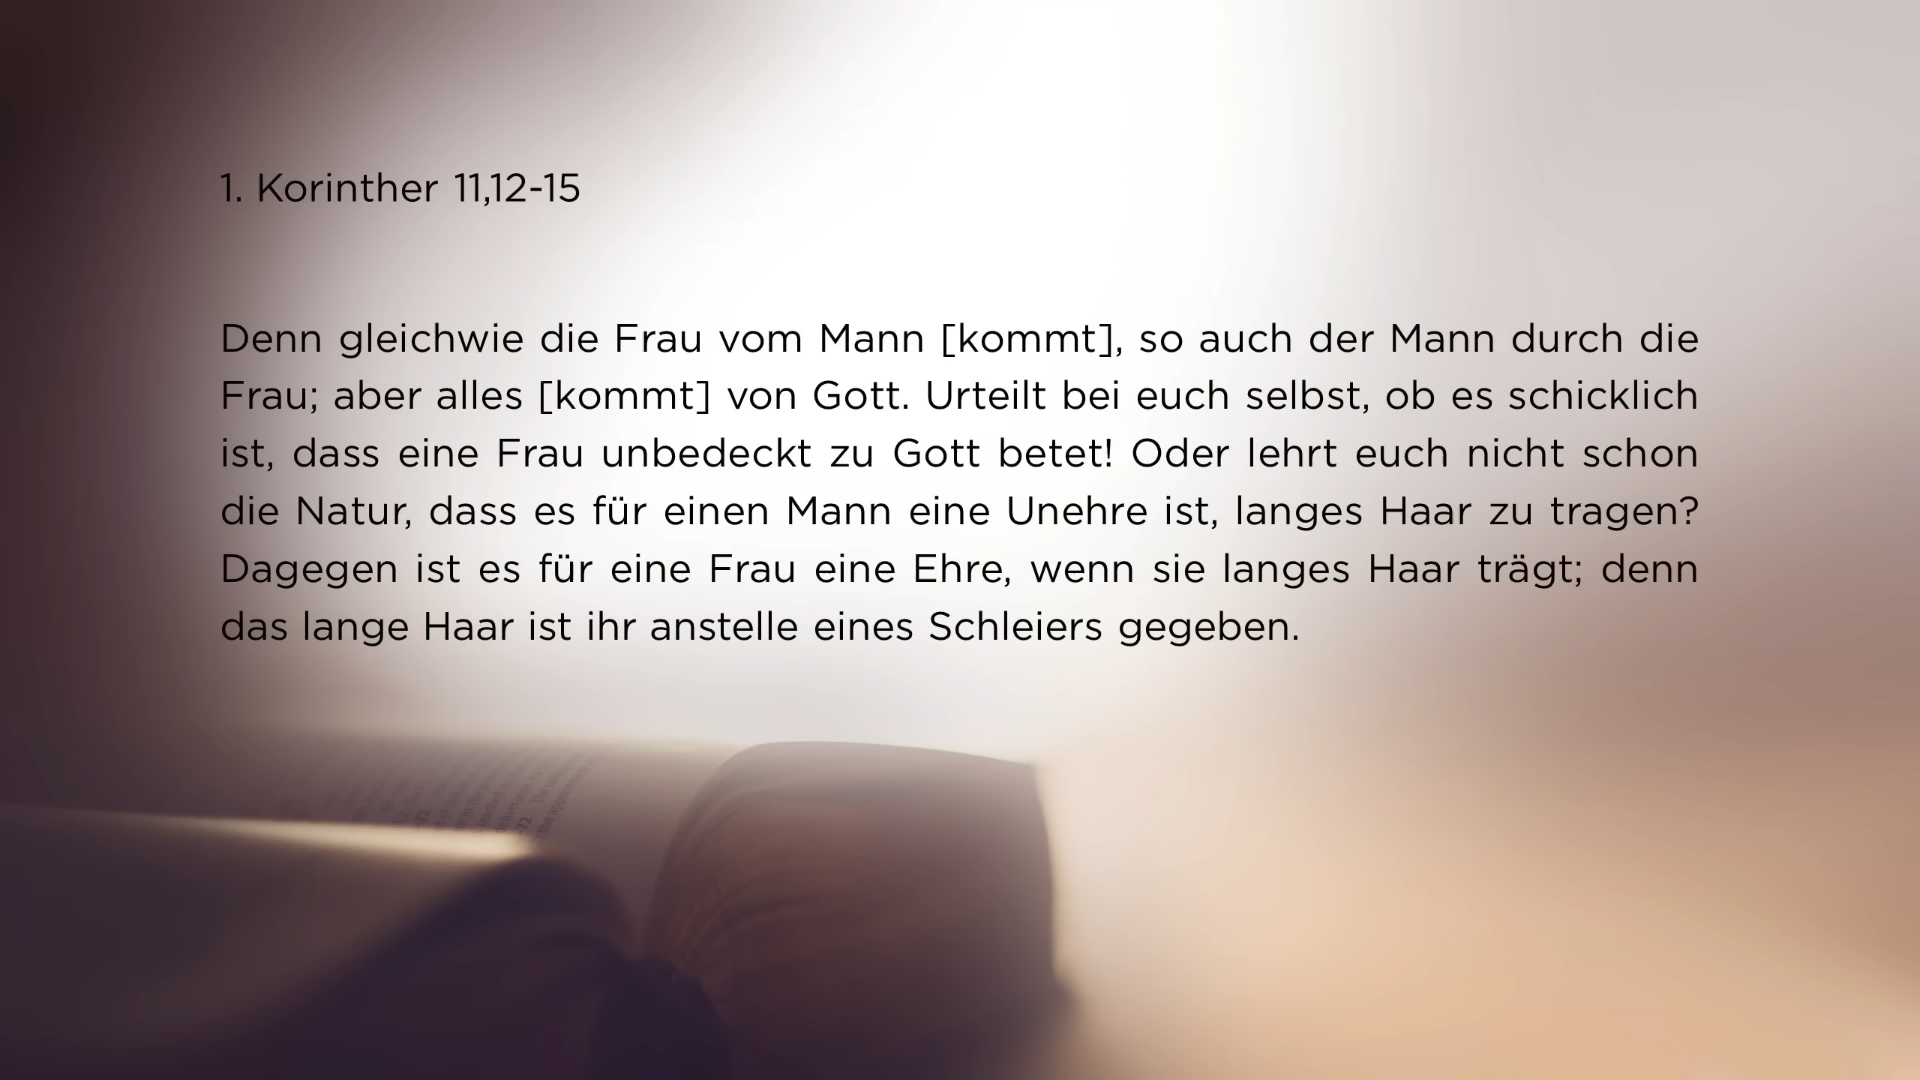 1. Korinther 11,12-15
Denn gleichwie die Frau vom Mann [kommt], so auch der Mann durch die
Frau; aber alles [kommt] von Gott. Urteilt bei euch selbst, ob es schicklich
ist, dass eine Frau unbedeckt zu Gott betet! Oder lehrt euch nicht schon
die Natur, dass es für einen Mann eine Unehre ist, langes Haar zu tragen?
Dagegen ist es für eine Frau eine Ehre, wenn sie langes Haar trägt; denn
das lange Haar ist ihr anstelle eines Schleiers gegeben.